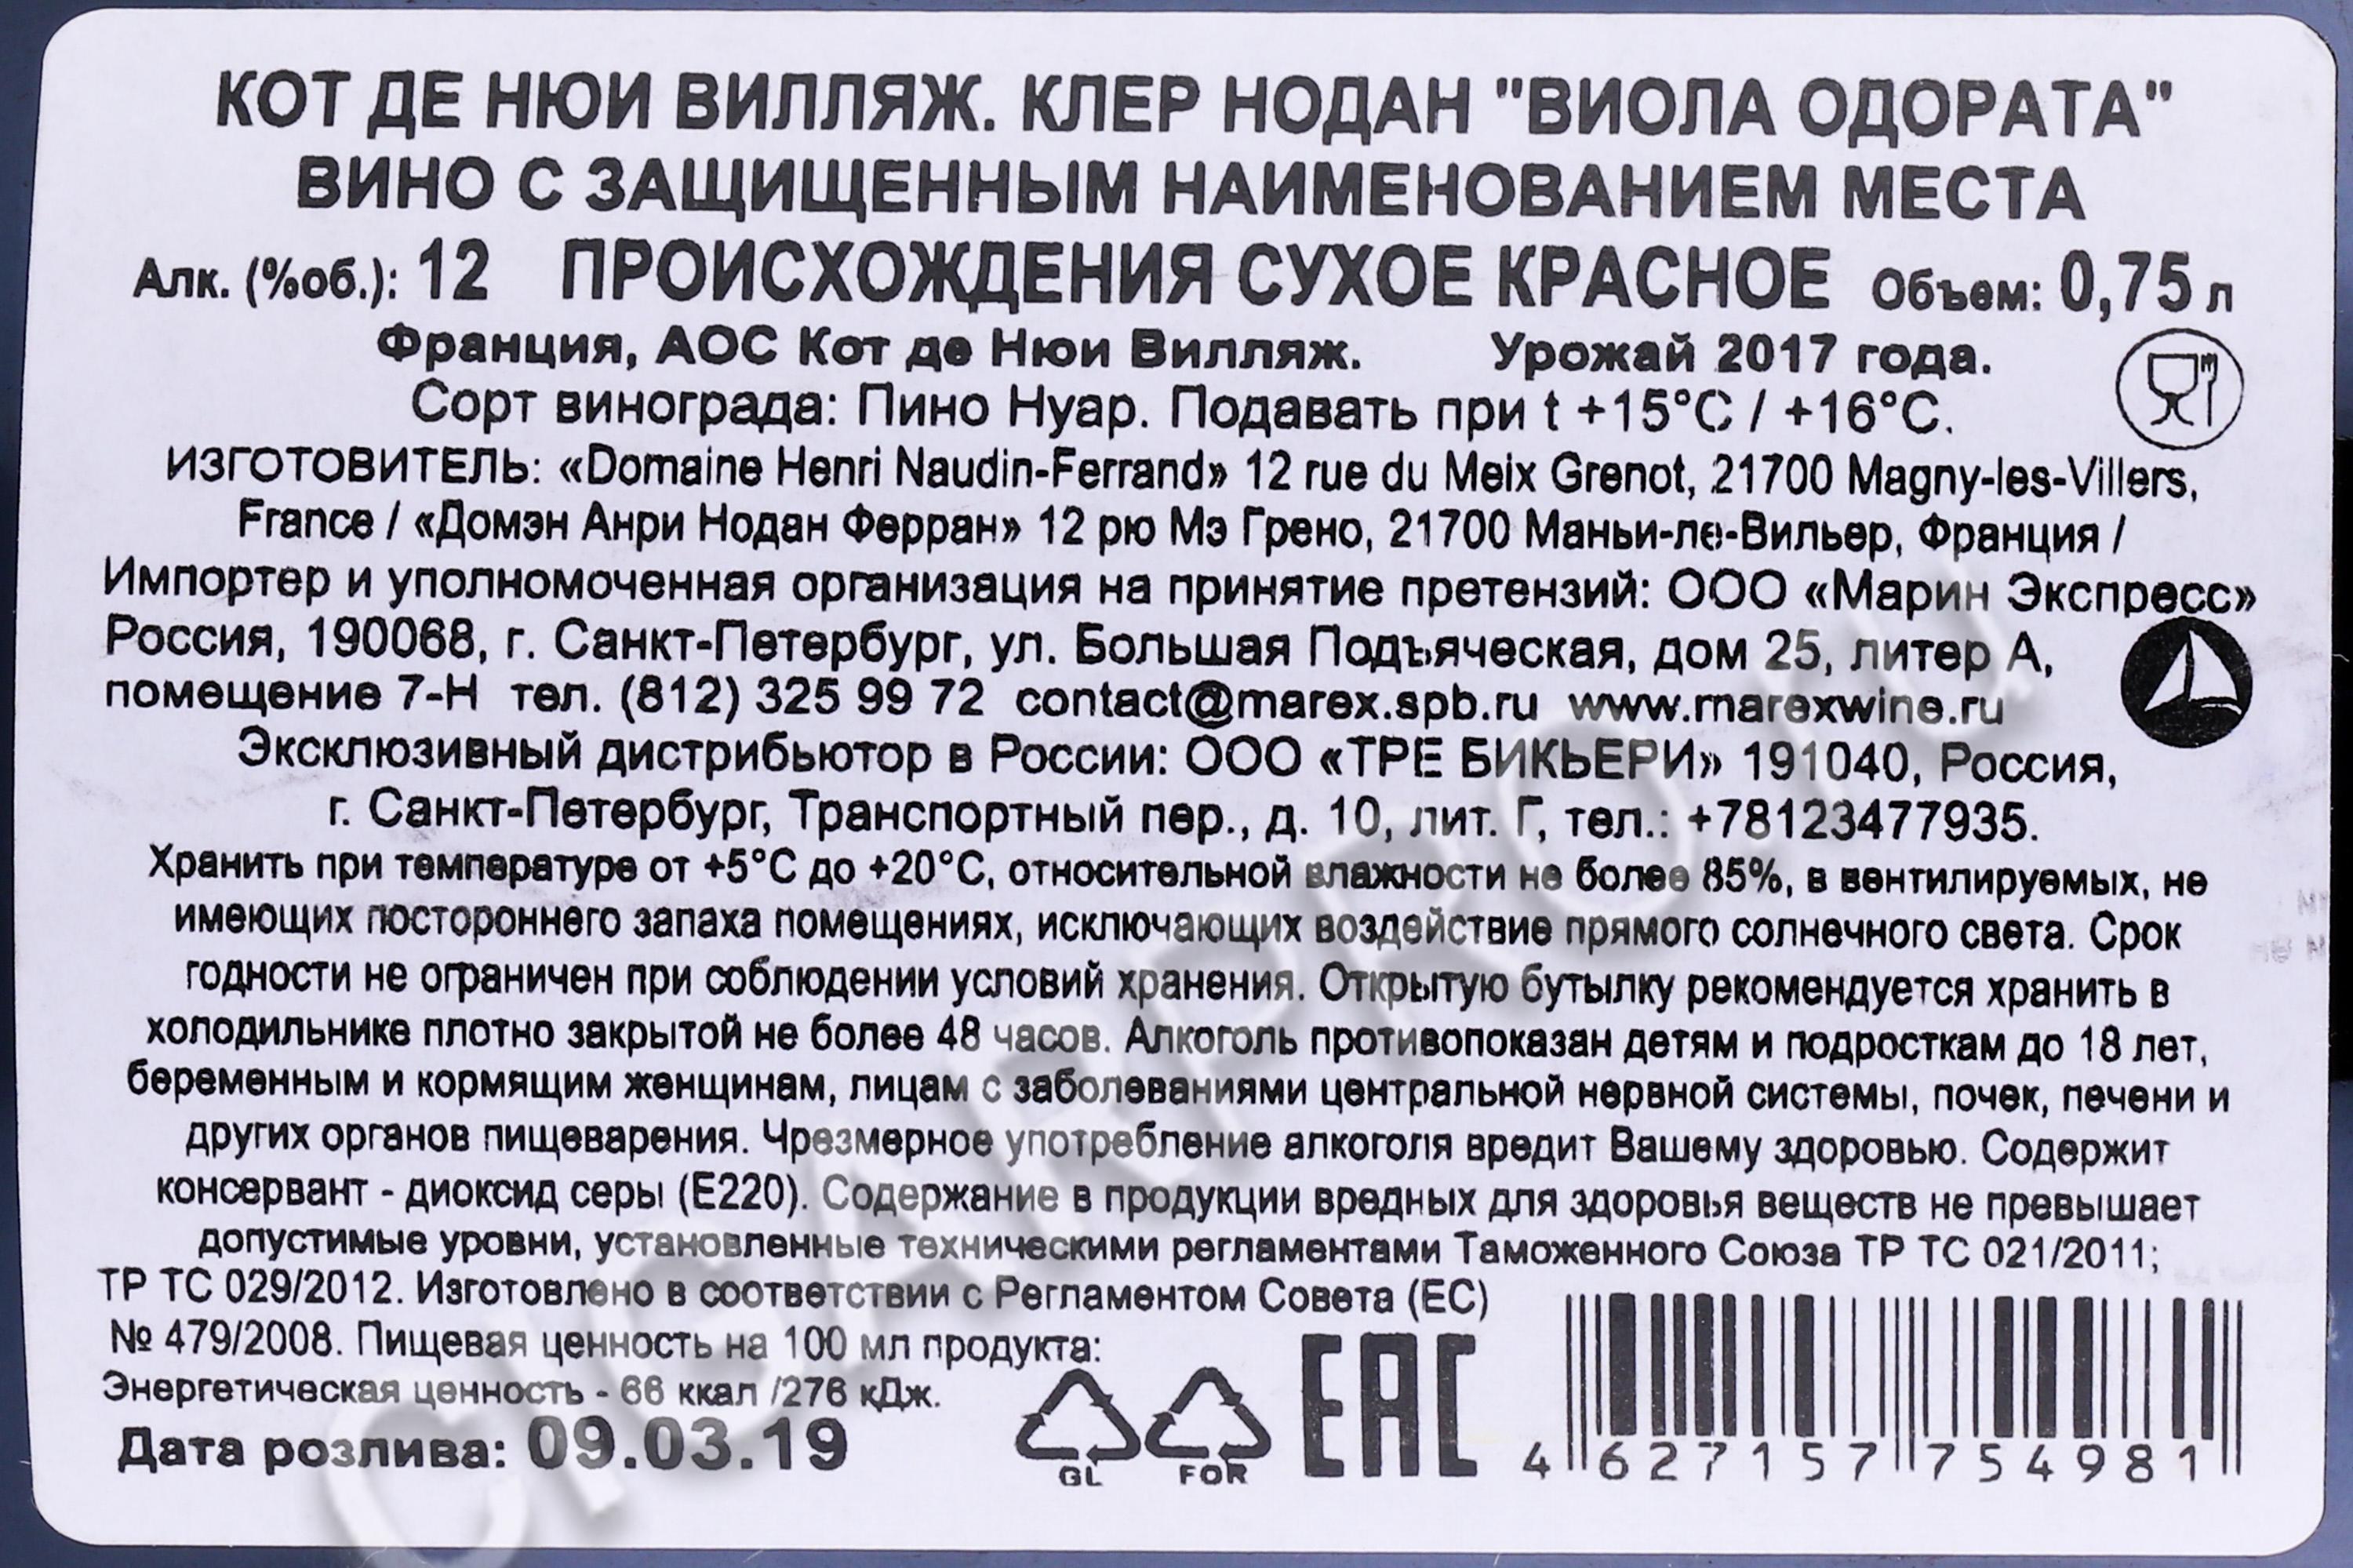 КОТ ДЕ НЮИ ВИЛЛЯЖ. КЛЕР НОДАН "ВИОЛА ОДОРАТА"
ВИНО С ЗАЩИЩЕННЫМ НАИМЕНОВАНИЕМ МЕСТА
Алк. (%об.): 12 ПРОИСХОЖДЕНИЯ СУХОЕ КРАСНОЕ Объем: 0,75 л
Франция, АОС Кот де Нюи Вилляж. Урожай 2017 года.
Сорт винограда: Пино Нуар. Подавать при t +15°C / +16°C.
ИЗГОТОВИТЕЛЬ: «Domaine Henri Naudin-Ferrand» 12 rue du Meix Grenot, 21700 Magny-les-Villers,
France / «Домэн Анри Нодан Ферран» 12 рю Мэ Грено, 21700 Маньи-ле-Вильер, Франция /
Импортер и уполномоченная организация на принятие претензий: ООО «Марин Экспресс»
Россия, 190068, г. Санкт-Петербург, ул. Большая Подъяческая, дом 25, литер А,
помещение 7-Н тел. (812) 325 99 72 contact@marex.spb.ru www.marexwine.ru
Эксклюзивный дистрибьютор в России: ООО «ТРЕ БИКЬЕРИ» 191040, Россия,
г. Санкт-Петербург, Транспортный пер., д. 10, лит. Г, тел.: +78123477935.
Хранить при температуре от +5°C до +20°C, относительной влажности не более 85%, в вентилируемых, не
имеющих постороннего запаха помещениях, исключающих воздействие прямого солнечного света. Срок
годности не ограничен при соблюдении условий хранения. Открытую бутылку рекомендуется хранить в
холодильнике плотно закрытой не более 48 часов. Алкоголь противопоказан детям и подросткам до 18 лет,
беременным и кормящим женщинам, лицам с заболеваниями центральной нервной системы, почек, печени и
других органов пищеварения. Чрезмерное употребление алкоголя вредит Вашему здоровью. Содержит
консервант - диоксид серы (Е220). Содержание в продукции вредных для здоровья веществ не превышает
допустимые уровни, установленные техническими регламентами Таможенного Союза ТР ТС 021/2011;
ТР ТС 029/2012. Изготовлено в соответствии с Регламентом Совета (ЕС)
№ 479/2008. Пищевая ценность на 100 мл продукта:
Энергетическая ценность - 66 ккал /276 кДж.
Дата розлива: 09.03.19
GL FOR
EAC
4 627157 754981
CIGARPRO.ru